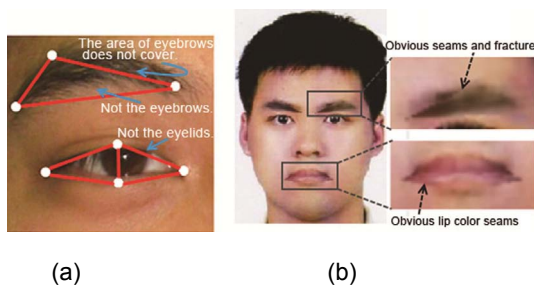 The area of eyebrows
does not cover.
Not the eyebrows.
Not the eyelids.
Obvious seams and fracture
Obvious lip color seams
(a)
(b)